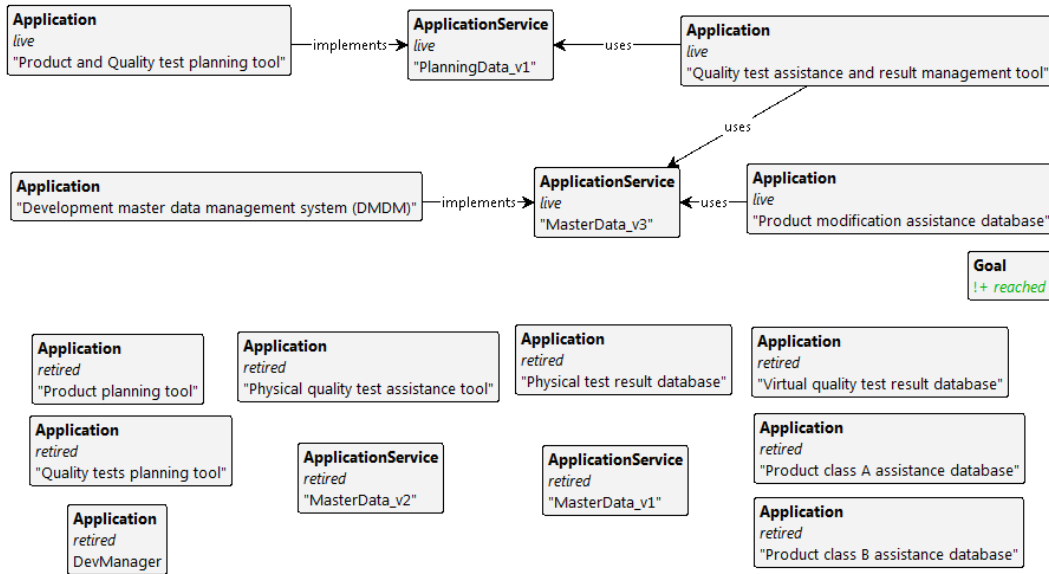 Application
live
"Product and Quality test planning tool"
implements
ApplicationService
live
"PlanningData_v1"
uses
Application
live
"Quality test assistance and result management tool"
uses
Application
"Development master data management system (DMDM)"
implements
ApplicationService
live
"MasterData_v3"
uses
Application
live
"Product modification assistance database"
Goal
!+ reached
Application
retired
"Product planning tool"
Application
retired
"Physical quality test assistance tool"
Application
retired
"Physical test result database"
Application
retired
"Virtual quality test result database"
Application
retired
"Quality tests planning tool"
ApplicationService
retired
"MasterData_v2"
ApplicationService
retired
"MasterData_v1"
Application
retired
"Product class A assistance database"
Application
retired
DevManager
Application
retired
"Product class B assistance database"